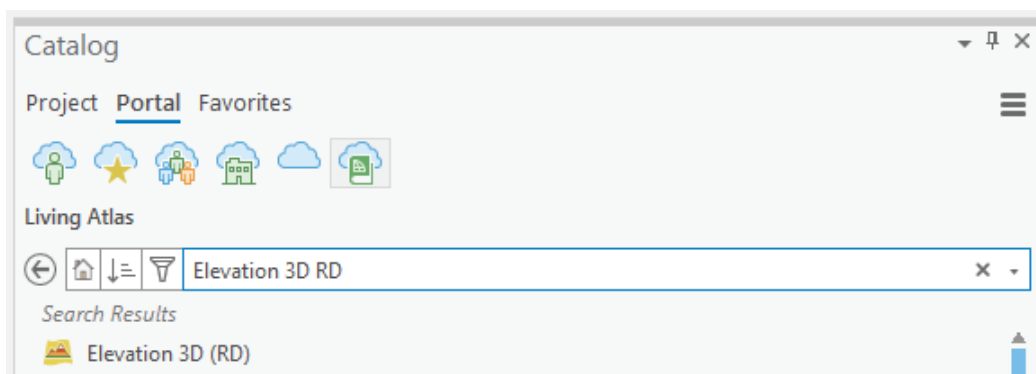 Catalog
Project Portal Favorites
Living Atlas
Elevation 3D RD
Search Results
Elevation 3D (RD)